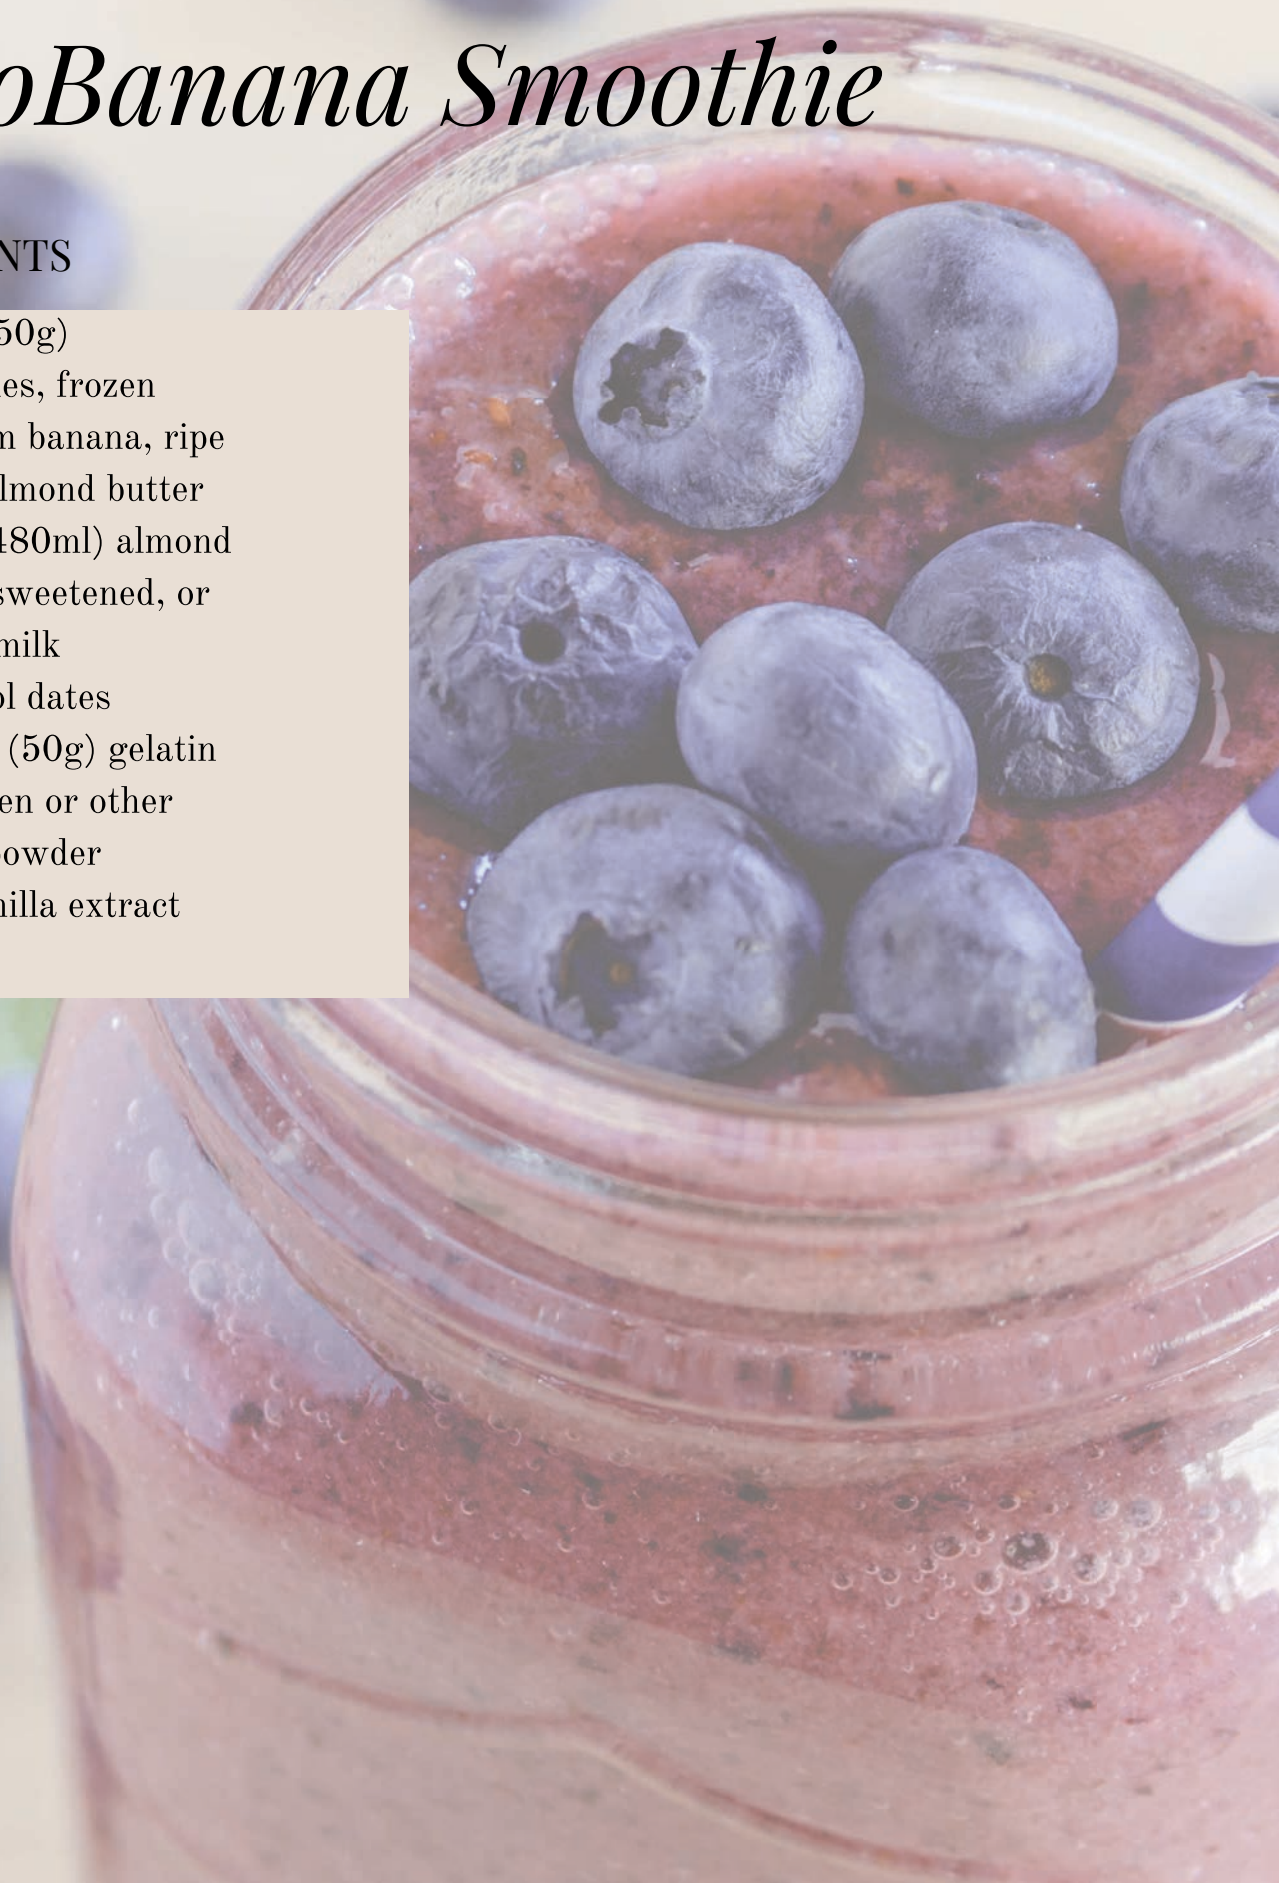 oBanana Smoothie
NTS
50g)
es, frozen
m banana, ripe
lmond butter
480ml) almond
sweetened, or
milk
ol dates
(50g) gelatin
en or other
powder
nilla extract